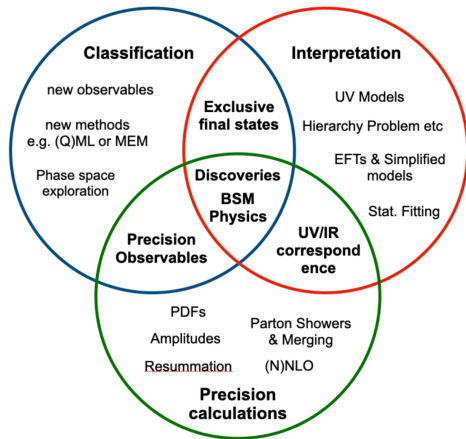 Classification
Interpretation
new observables
new methods
e.g. (Q)ML or MEM
Phase space
exploration
Exclusive
final states
UV Models
Hierarchy Problem etc
EFTs & Simplified
models
Stat. Fitting
Discoveries
BSM
Physics
Precision
Observables
UV/IR
correspond
ence
PDFs
Amplitudes
Resummation
Parton Showers
& Merging
(N)NLO
Precision
calculations